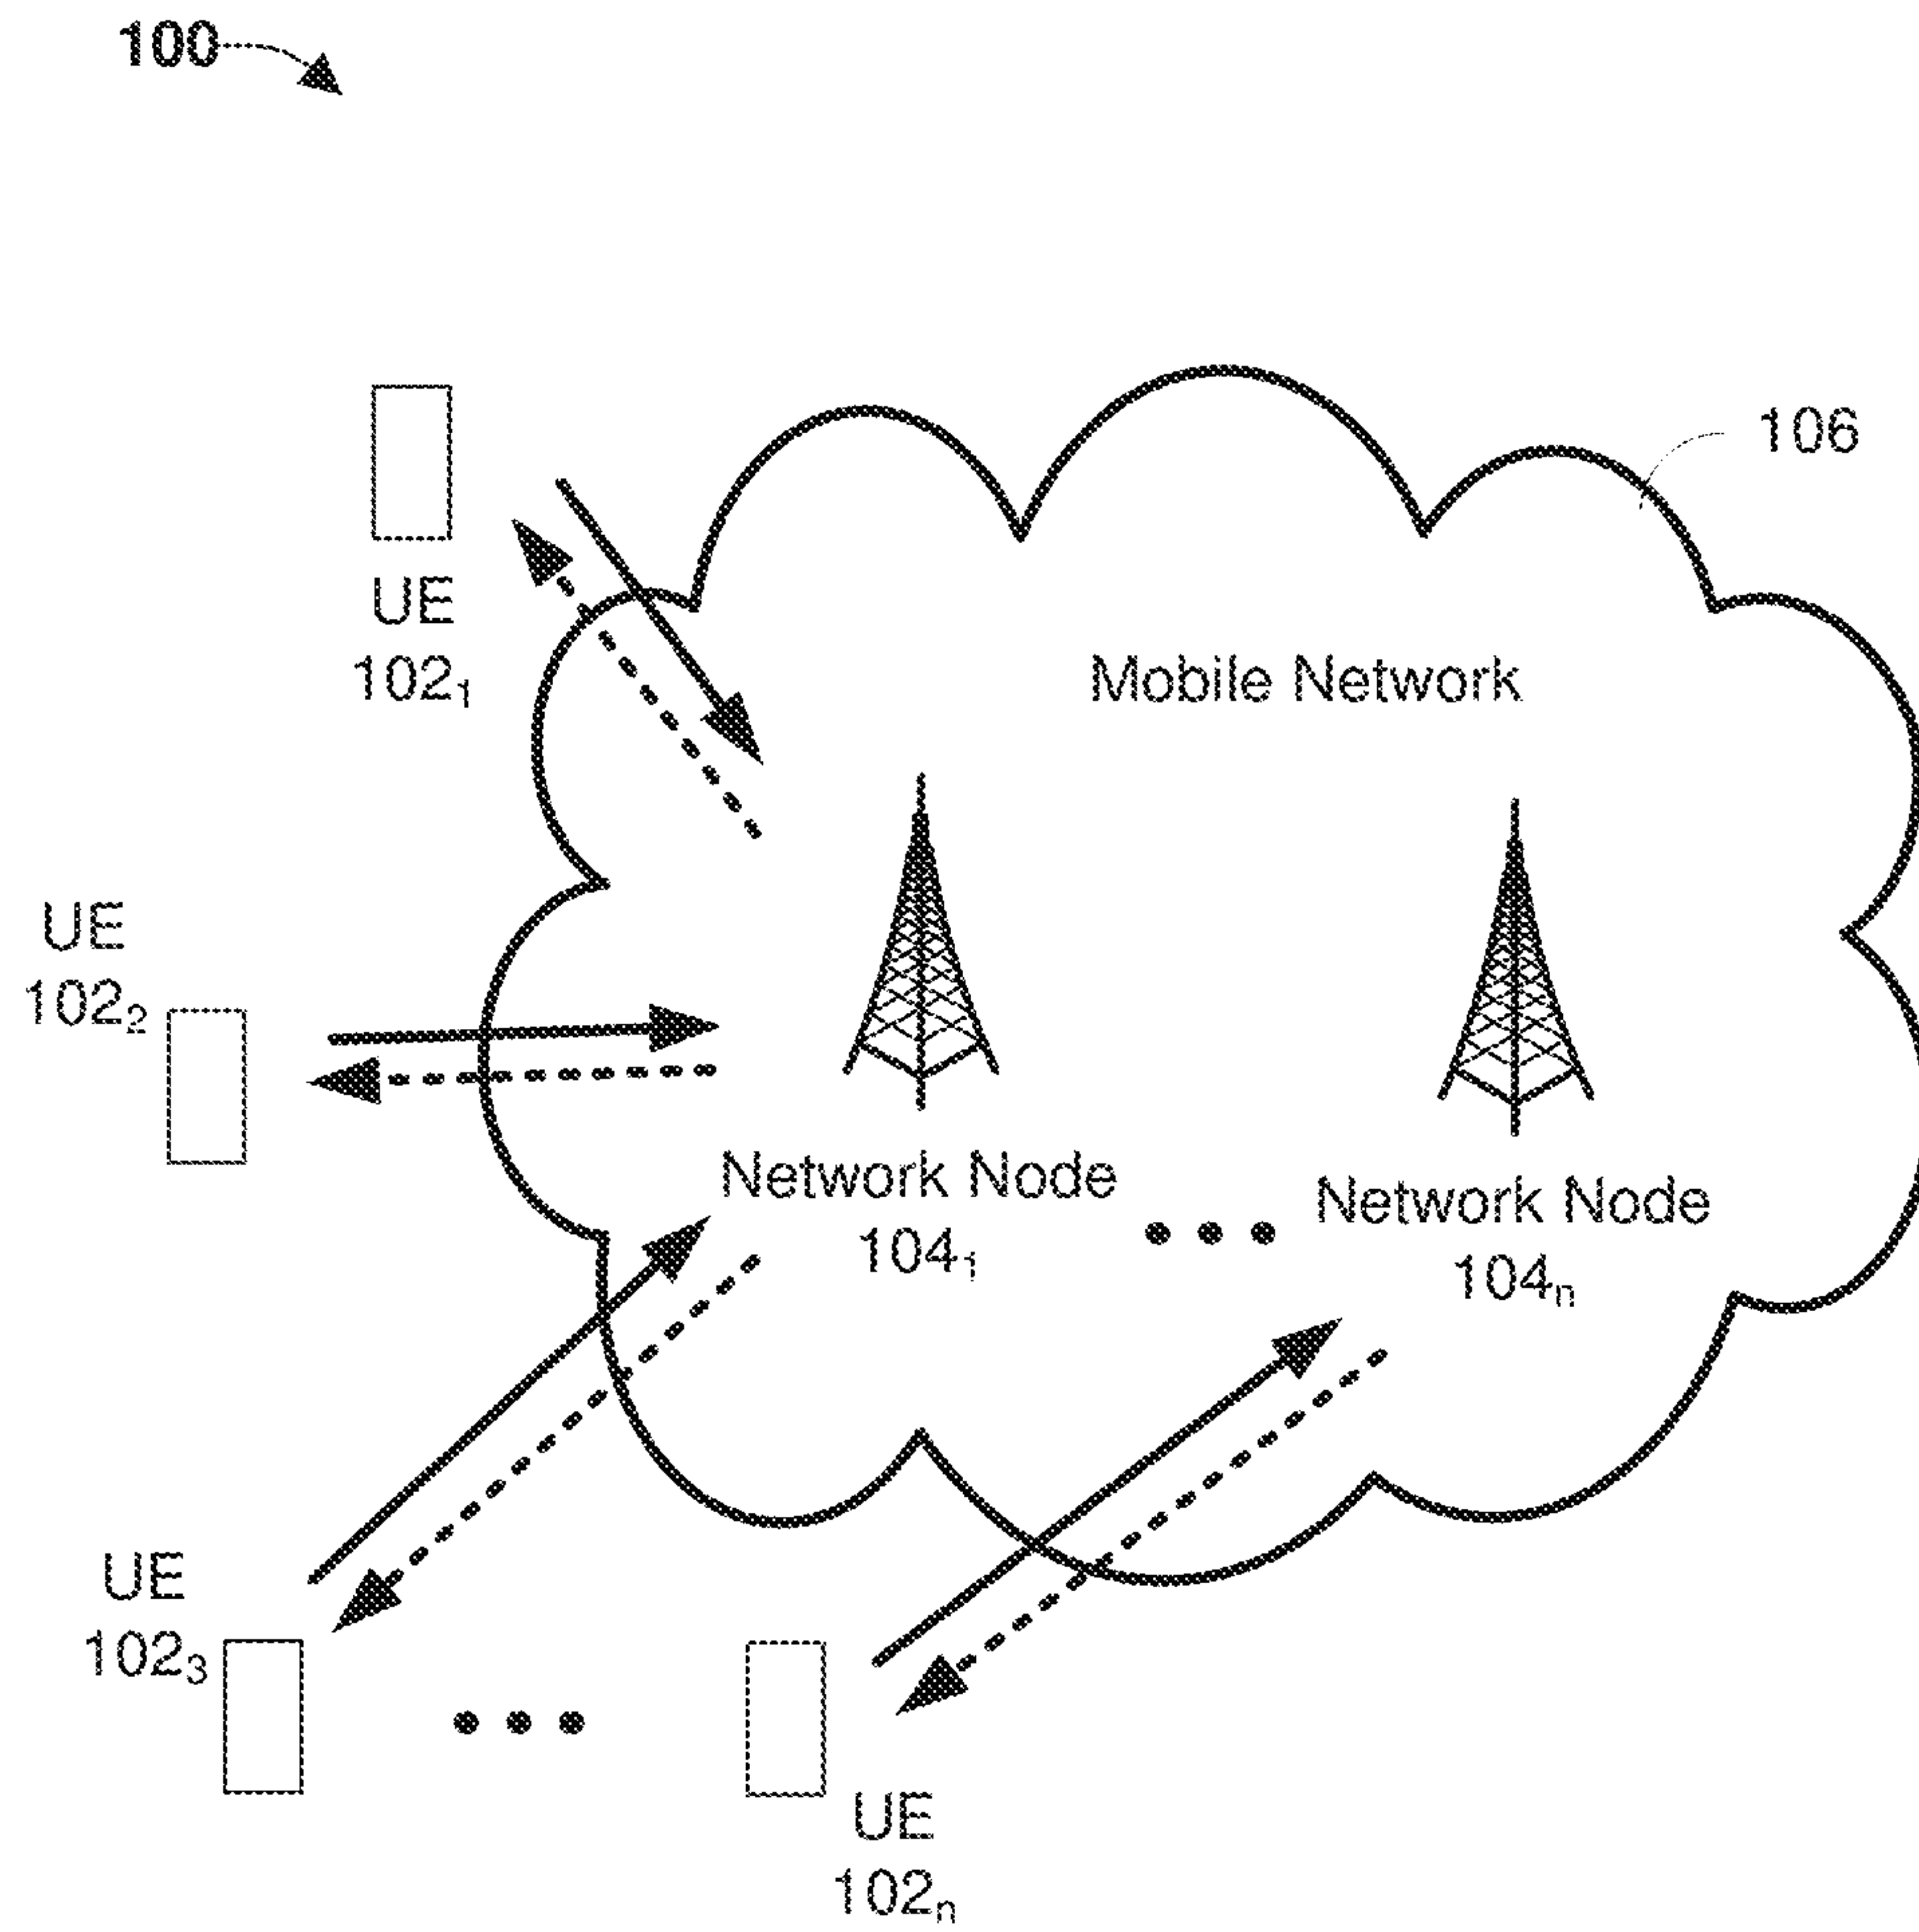 100
106
UE
102₁
Mobile Network
UE
102₂
Network Node
104₁
Network Node
104ₙ
UE
102₃
UE
102ₙ